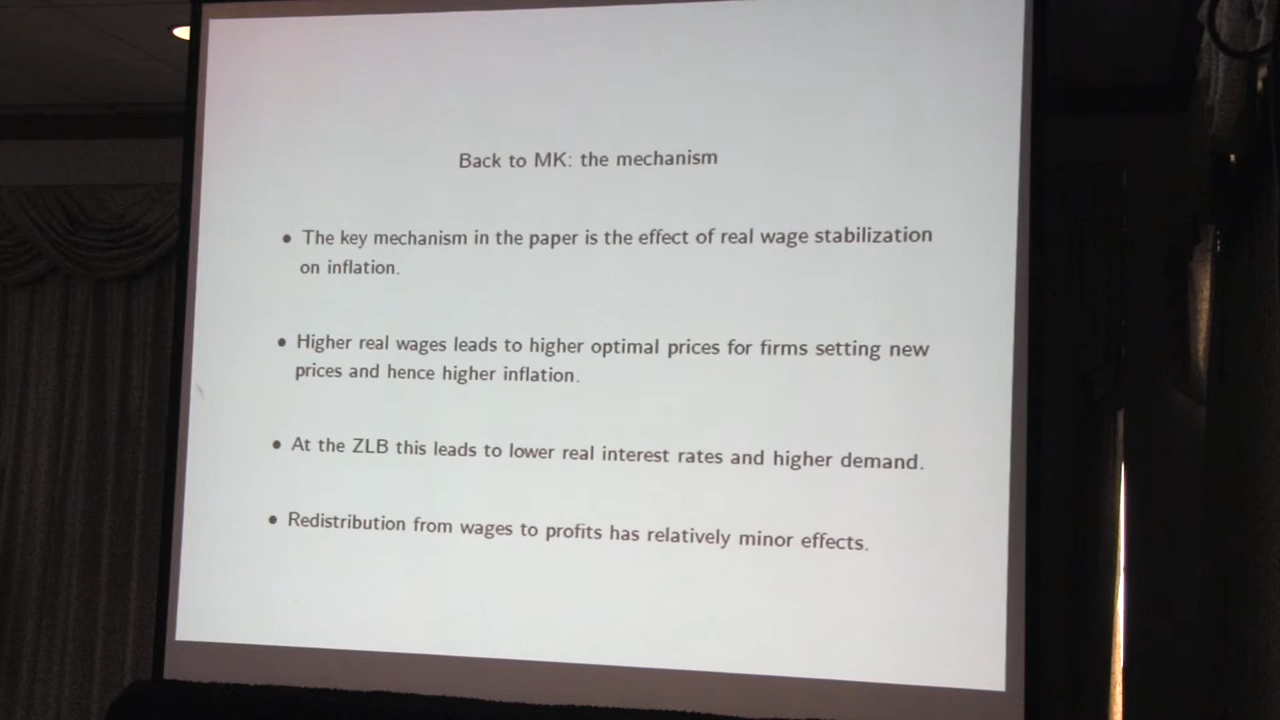 Back to MK: the mechanism
• The key mechanism in the paper is the effect of real wage stabilization
on inflation.
• Higher real wages leads to higher optimal prices for firms setting new
prices and hence higher inflation.
• At the ZLB this leads to lower real interest rates and higher demand.
• Redistribution from wages to profits has relatively minor effects.